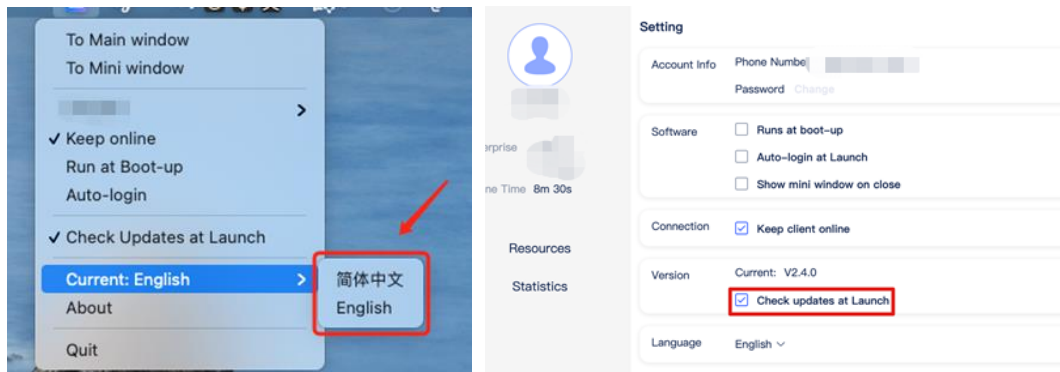 To Main window
To Mini window
✓ Keep online
Run at Boot-up
Auto-login
✓ Check Updates at Launch
Current: English
About
Quit
简体中文
English
Setting
Account Info
Phone Numbe
Password Change
Software
Runs at boot-up
Auto-login at Launch
Show mini window on close
Connection
Keep client online
Version
Current: V2.4.0
Check updates at Launch
Language
English
erprise
ne Time 8m 30s
Resources
Statistics